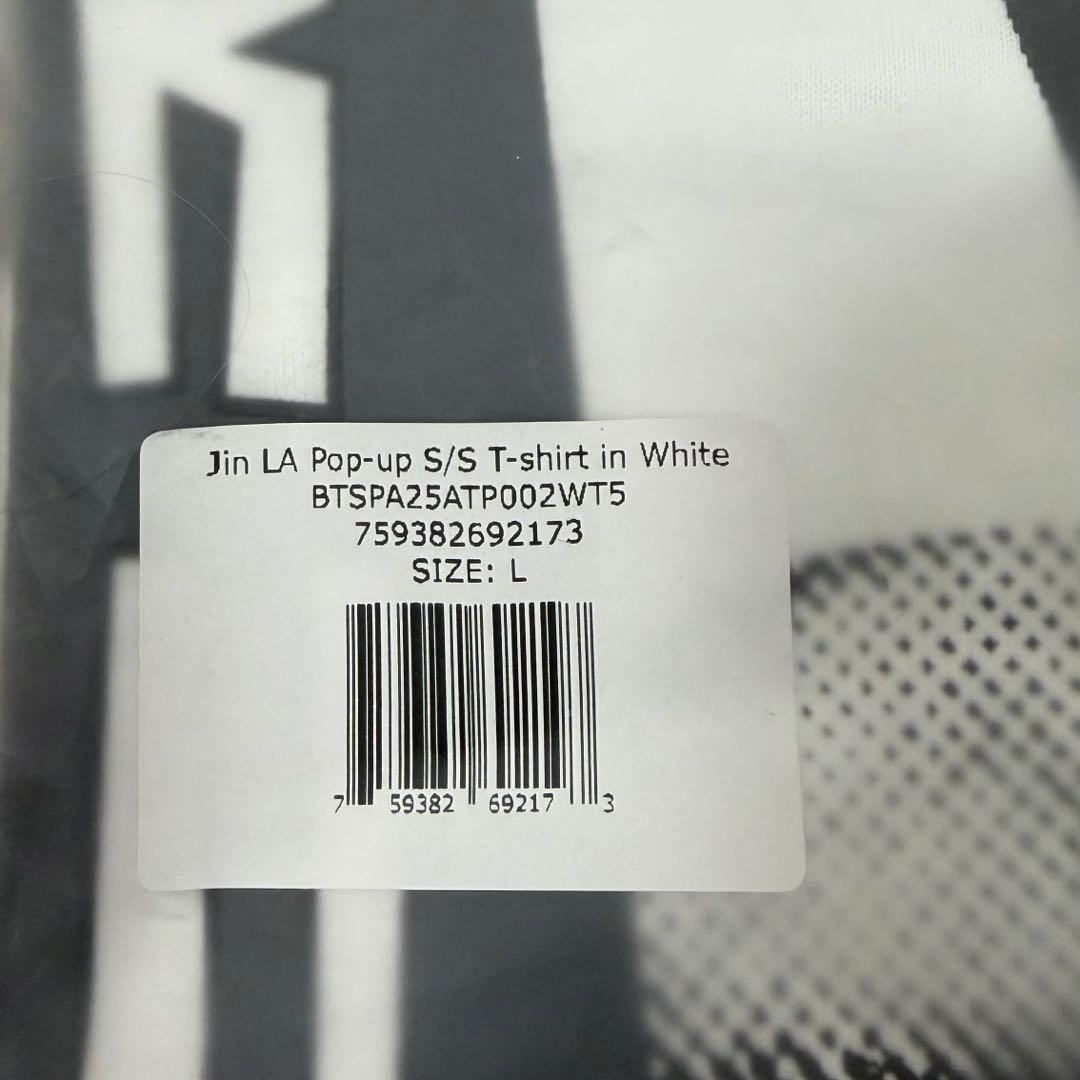 Jin LA Pop-up S/S T-shirt in White
BTSPA25ATP002WT5
759382692173
SIZE: L
7 59382 69217 3